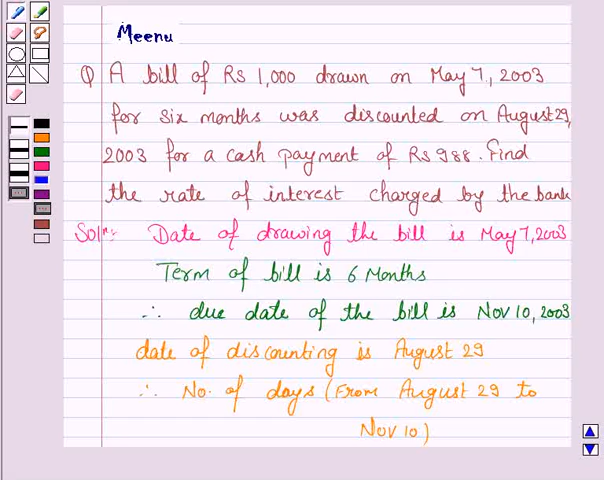 Meenu
Q A bill of Rs 1,000 drawn on May 7, 2003
for six months was discounted on August 29,
2003 for a cash payment of Rs 988. Find
the rate of interest charged by the bank
Soln: Date of drawing the bill is May 7, 2003
Term of bill is 6 Months
∴ due date of the bill is Nov 10, 2003
date of discounting is August 29
∴ No. of days (From August 29 to
Nov 10)